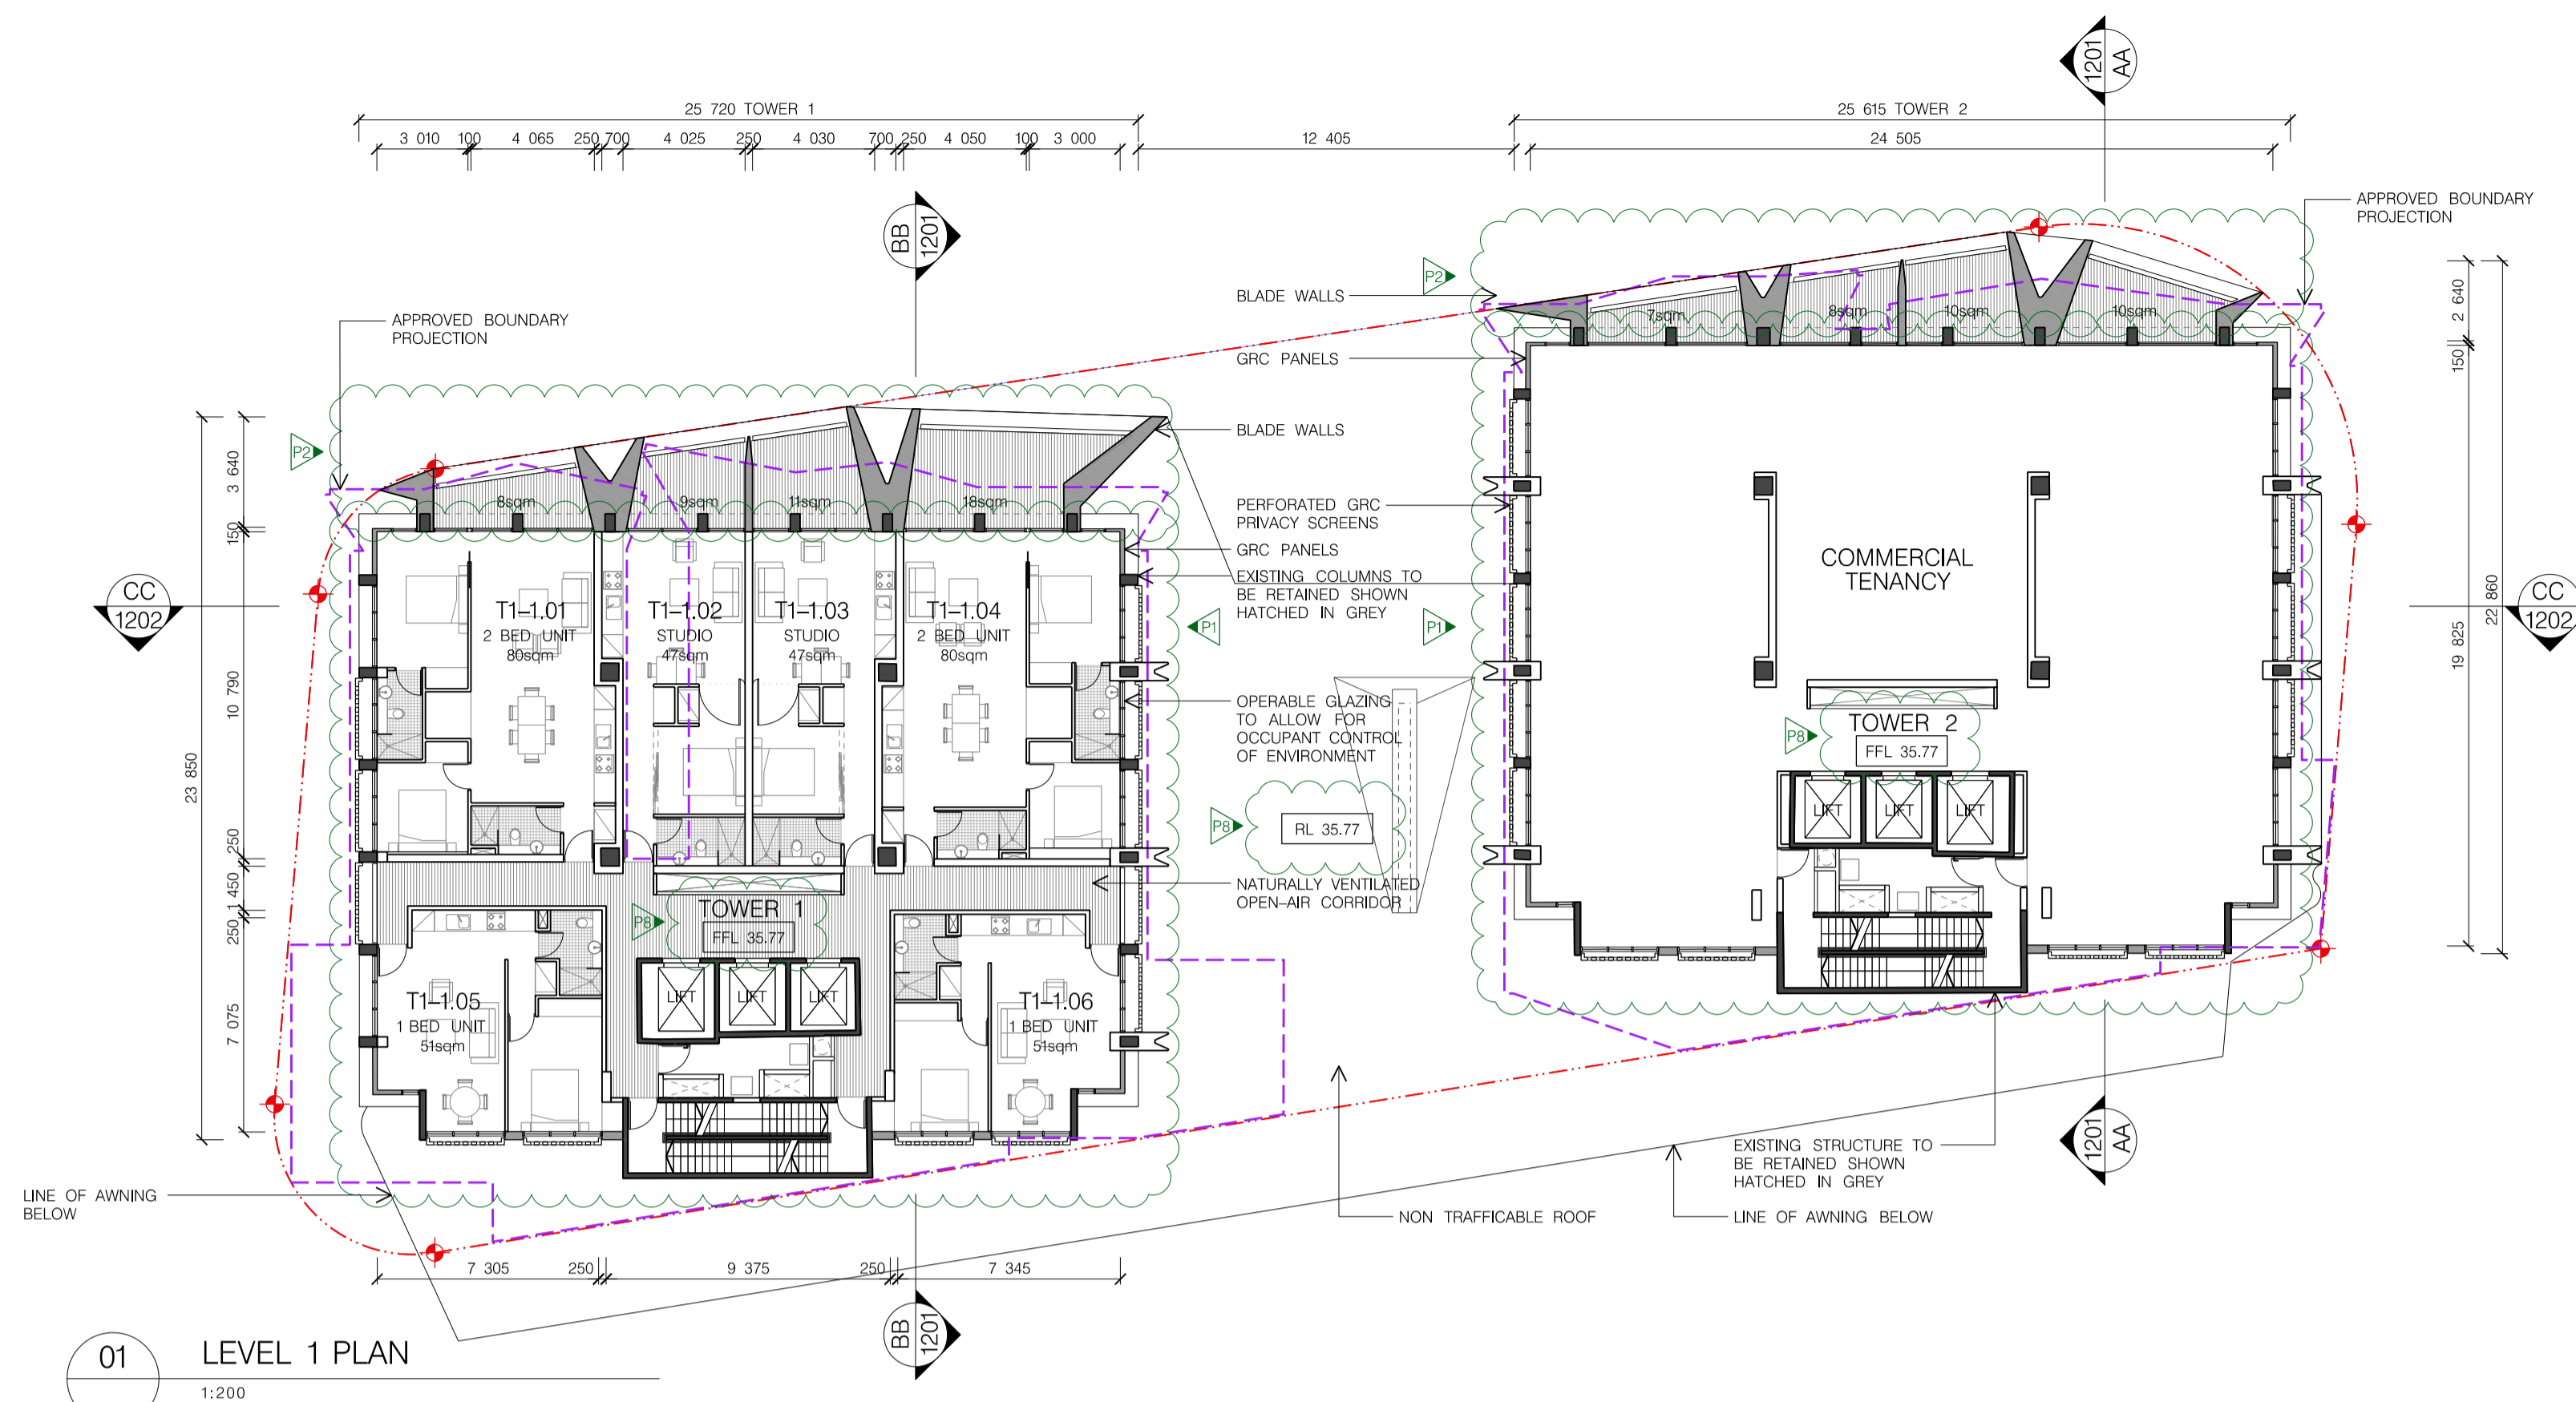 1201
AA
25 720 TOWER 1
25 615 TOWER 2
3 010
100
4 065
250
700
4 025
250
4 030
700
250
4 050
100
3 000
12 405
24 505
APPROVED BOUNDARY
PROJECTION
BB
1201
P2
BLADE WALLS
APPROVED BOUNDARY
PROJECTION
7sqm
8sqm
10sqm
10sqm
2 640
150
GRC PANELS
BLADE WALLS
P2
3 640
150
8sqm
9sqm
11sqm
18sqm
PERFORATED GRC
PRIVACY SCREENS
GRC PANELS
EXISTING COLUMNS TO
BE RETAINED SHOWN
HATCHED IN GREY
COMMERCIAL
TENANCY
CC
1202
CC
1202
22 860
19 825
T1-1.01
2 BED UNIT
80sqm
T1-1.02
STUDIO
47sqm
T1-1.03
STUDIO
47sqm
T1-1.04
2 BED UNIT
80sqm
P1
P1
OPERABLE GLAZING
TO ALLOW FOR
OCCUPANT CONTROL
OF ENVIRONMENT
10 790
23 850
P8
TOWER 2
FFL 35.77
P8
RL 35.77
LIFT
LIFT
LIFT
250
1 450
250
NATURALLY VENTILATED
OPEN-AIR CORRIDOR
P8
TOWER 1
FFL 35.77
LIFT
LIFT
LIFT
T1-1.05
1 BED UNIT
51sqm
T1-1.06
1 BED UNIT
51sqm
7 075
EXISTING STRUCTURE TO
BE RETAINED SHOWN
HATCHED IN GREY
1201
AA
LINE OF AWNING
BELOW
NON TRAFFICABLE ROOF
LINE OF AWNING BELOW
7 305
250
9 375
250
7 345
BB
1201
01
LEVEL 1 PLAN
1:200